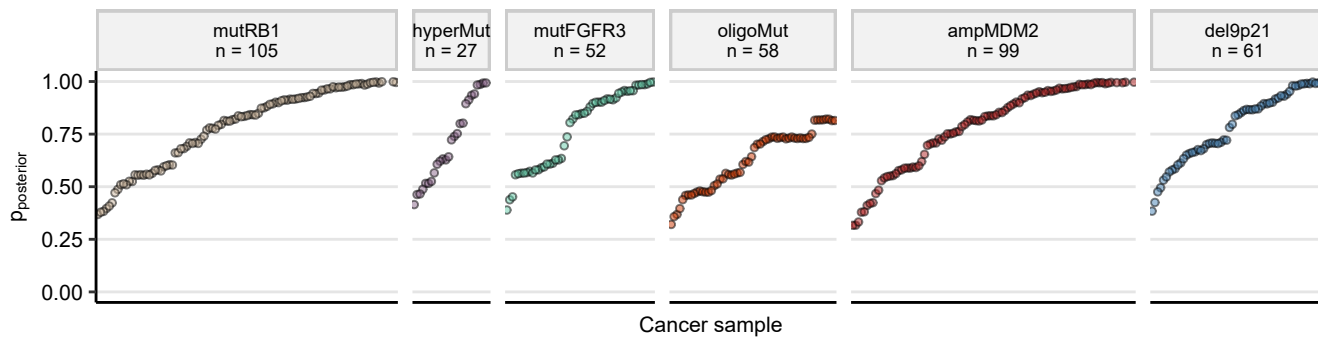 mutRB1
n = 105
hyperMut
n = 27
mutFGFR3
n = 52
oligoMut
n = 58
ampMDM2
n = 99
del9p21
n = 61
1.00
0.75
0.50
0.25
0.00
pposterior
Cancer sample